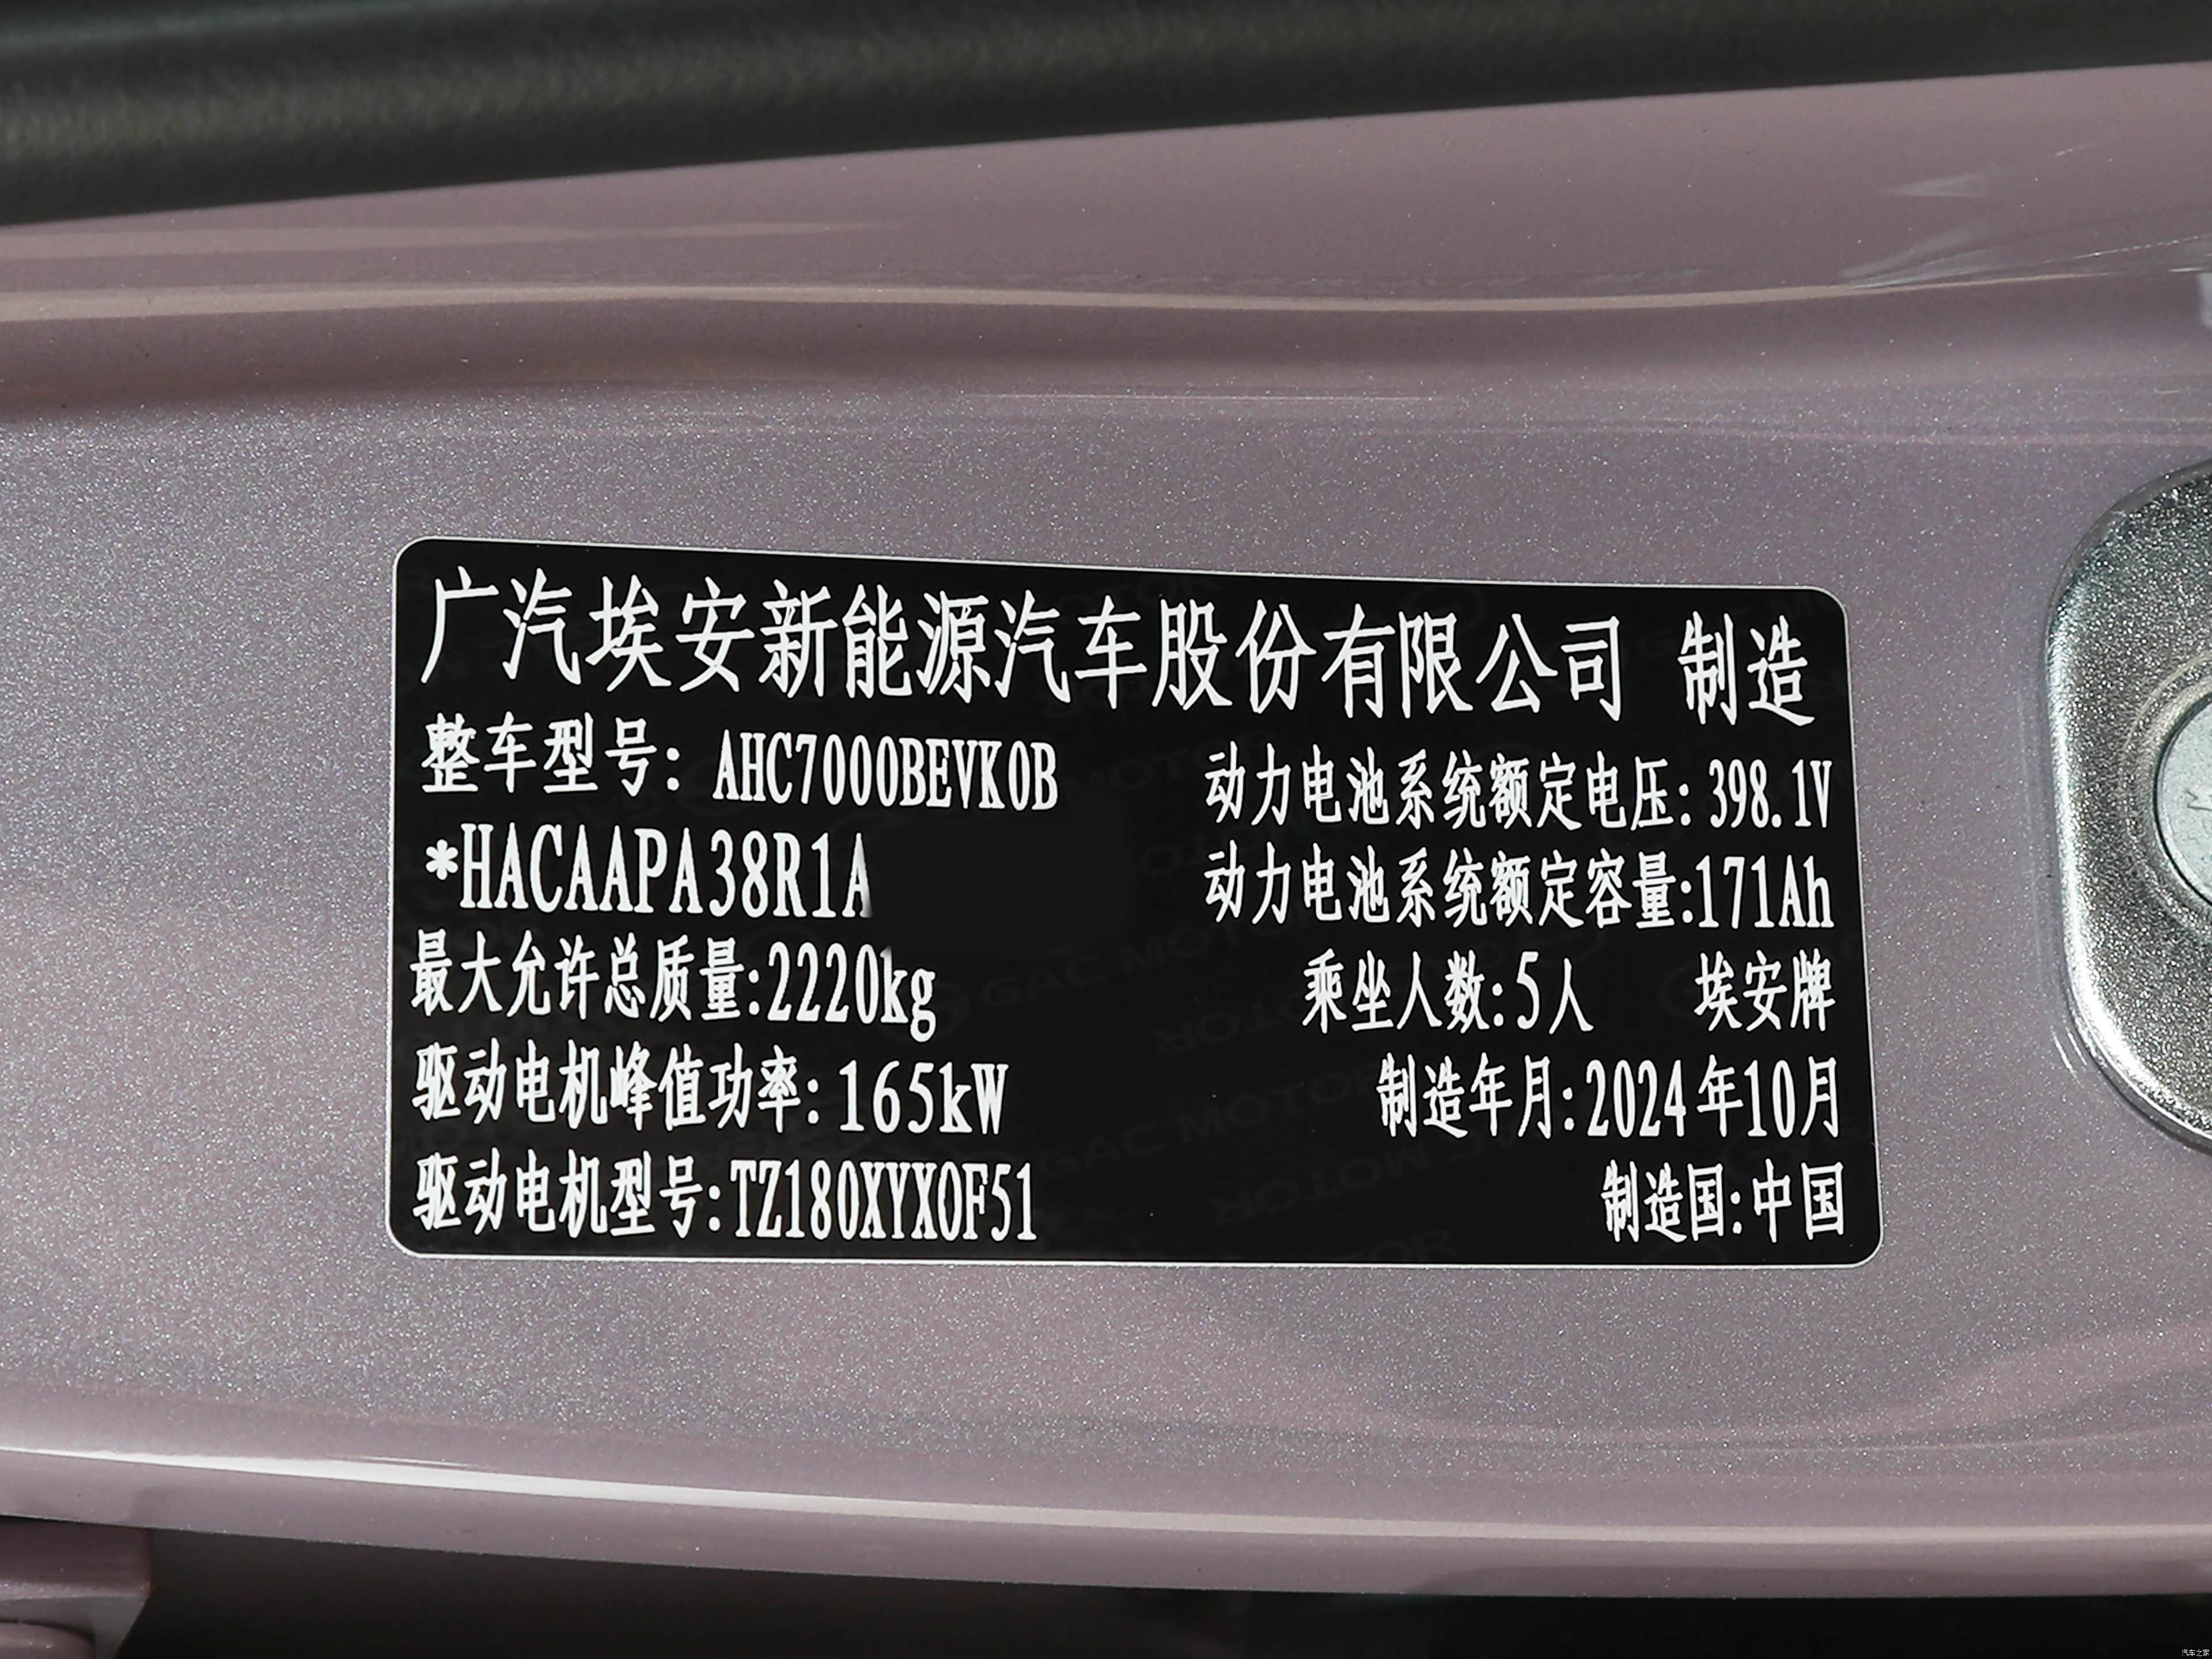 广汽埃安新能源汽车股份有限公司 制造
整车型号: AHC7000BEVK0B 动力电池系统额定电压: 398.1V
*HACAAPA38R1A 动力电池系统额定容量:171Ah
最大允许总质量:2220kg 乘坐人数:5人 埃安牌
驱动电机峰值功率:165kW 制造年月:2024年10月
驱动电机型号:TZ180XYX0F51 制造国:中国
汽车之家